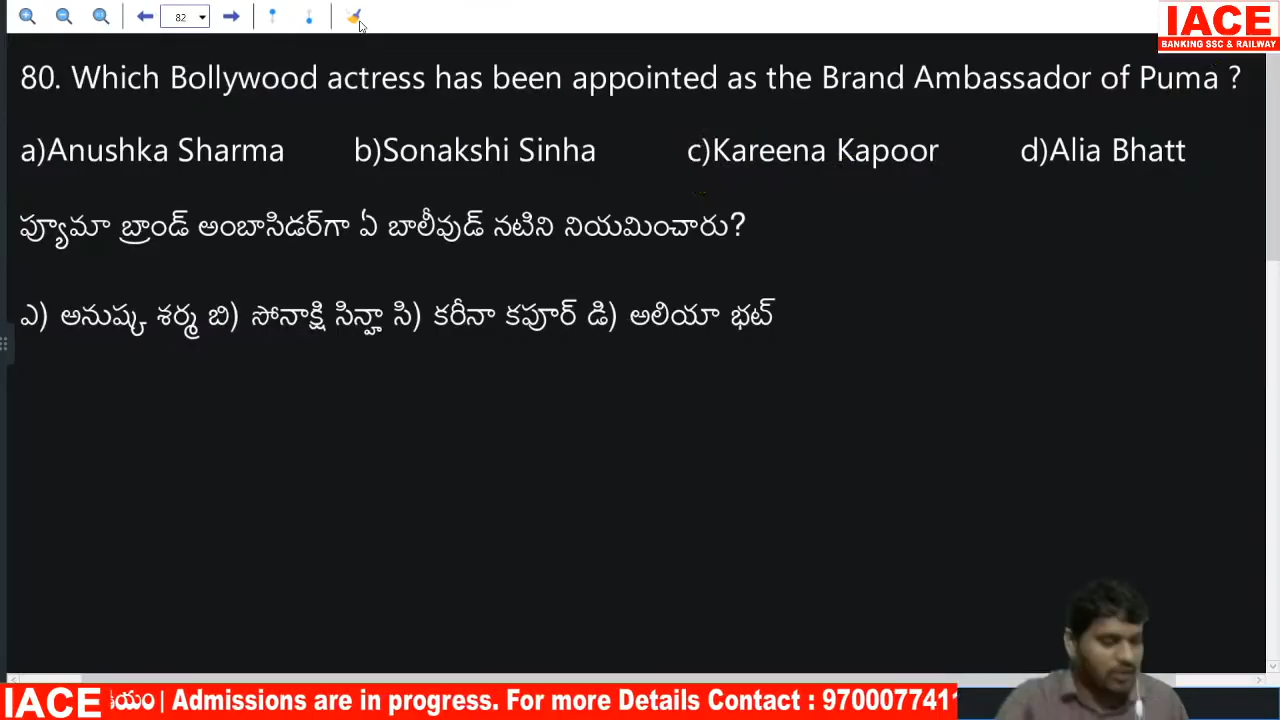 82
IACE
BANKING SSC & RAILWAY
80. Which Bollywood actress has been appointed as the Brand Ambassador of Puma ?
a)Anushka Sharma b)Sonakshi Sinha c)Kareena Kapoor d)Alia Bhatt
ప్యూమా బ్రాండ్ అంబాసిడర్‌గా ఏ బాలీవుడ్ నటిని నియమించారు?
ఎ) అనుష్క శర్మ బి) సోనాక్షి సిన్హా సి) కరీనా కపూర్ డి) అలియా భట్
IACE | Admissions are in progress. For more Details Contact : 9700077411